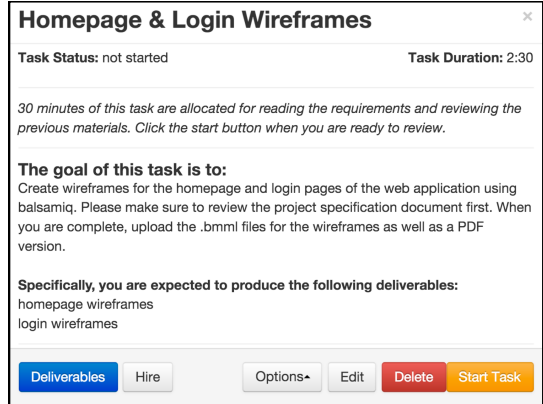 Homepage & Login Wireframes ×
Task Status: not started Task Duration: 2:30
30 minutes of this task are allocated for reading the requirements and reviewing the
previous materials. Click the start button when you are ready to review.
The goal of this task is to:
Create wireframes for the homepage and login pages of the web application using
balsamiq. Please make sure to review the project specification document first. When
you are complete, upload the .bmml files for the wireframes as well as a PDF
version.
Specifically, you are expected to produce the following deliverables:
homepage wireframes
login wireframes
Deliverables Hire Options Edit Delete Start Task